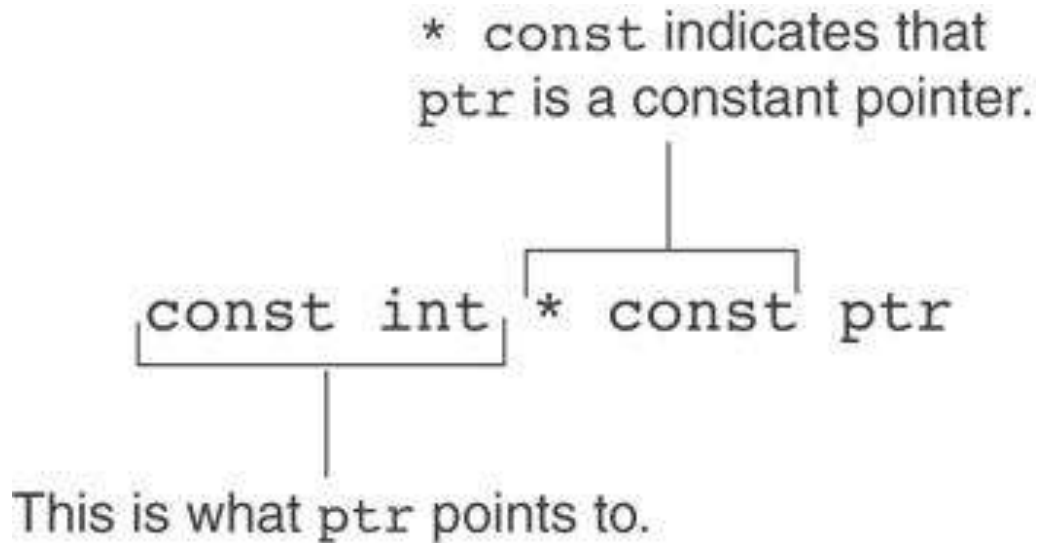 * const indicates that
ptr is a constant pointer.
const int * const ptr
This is what ptr points to.